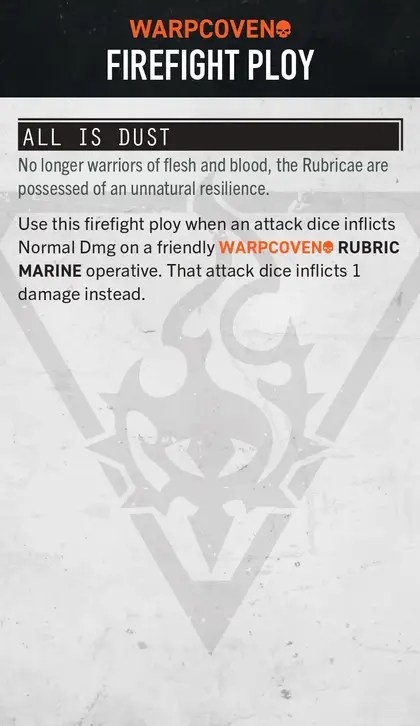 WARPCOVEN
FIREFIGHT PLOY
ALL IS DUST
No longer warriors of flesh and blood, the Rubricae are
possessed of an unnatural resilience.
Use this firefight ploy when an attack dice inflicts
Normal Dmg on a friendly WARPCOVEN RUBRIC
MARINE operative. That attack dice inflicts 1
damage instead.